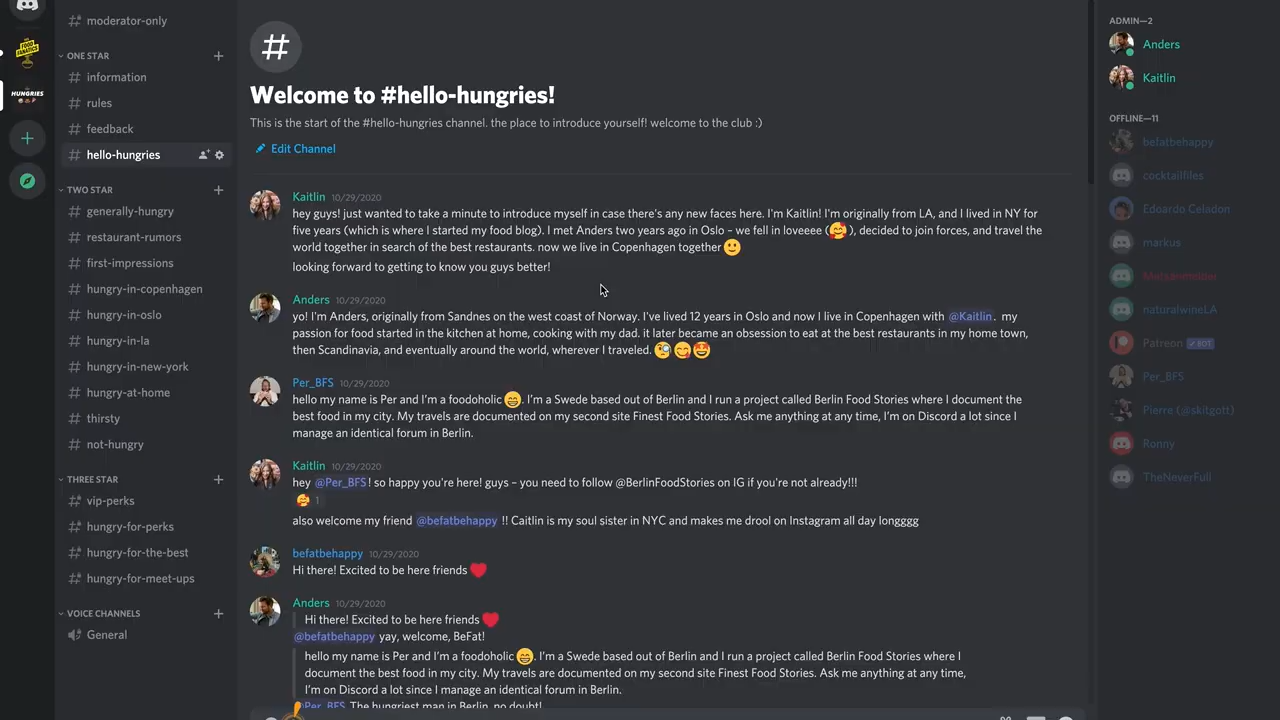 moderator-only
ONE STAR
information
rules
feedback
hello-hungries
TWO STAR
generally-hungry
restaurant-rumors
first-impressions
hungry-in-copenhagen
hungry-in-oslo
hungry-in-la
hungry-in-new-york
hungry-at-home
thirsty
not-hungry
THREE STAR
vip-perks
hungry-for-perks
hungry-for-the-best
hungry-for-meet-ups
VOICE CHANNELS
General
FOOD FANATICS
HUNGRIES
Welcome to #hello-hungries!
This is the start of the #hello-hungries channel. the place to introduce yourself! welcome to the club :)
Edit Channel
Kaitlin 10/29/2020
hey guys! just wanted to take a minute to introduce myself in case there's any new faces here. I'm Kaitlin! I'm originally from LA, and I lived in NY for
five years (which is where I started my food blog). I met Anders two years ago in Oslo – we fell in loveeee (🥰), decided to join forces, and travel the
world together in search of the best restaurants. now we live in Copenhagen together 🙂
looking forward to getting to know you guys better!
Anders 10/29/2020
yo! I'm Anders, originally from Sandnes on the west coast of Norway. I've lived 12 years in Oslo and now I live in Copenhagen with @Kaitlin. my
passion for food started in the kitchen at home, cooking with my dad. it later became an obsession to eat at the best restaurants in my home town,
then Scandinavia, and eventually around the world, wherever I traveled. 🧐😋🤩
Per_BFS 10/29/2020
hello my name is Per and I'm a foodoholic 😁. I'm a Swede based out of Berlin and I run a project called Berlin Food Stories where I document the
best food in my city. My travels are documented on my second site Finest Food Stories. Ask me anything at any time, I'm on Discord a lot since I
manage an identical forum in Berlin.
Kaitlin 10/29/2020
hey @Per_BFS! so happy you're here! guys – you need to follow @BerlinFoodStories on IG if you're not already!!!
🥰 1
also welcome my friend @befatbehappy !! Caitlin is my soul sister in NYC and makes me drool on Instagram all day longggg
befatbehappy 10/29/2020
Hi there! Excited to be here friends ❤️
Anders 10/29/2020
Hi there! Excited to be here friends ❤️
@befatbehappy yay, welcome, BeFat!
hello my name is Per and I'm a foodoholic 😁. I'm a Swede based out of Berlin and I run a project called Berlin Food Stories where I
document the best food in my city. My travels are documented on my second site Finest Food Stories. Ask me anything at any time,
I'm on Discord a lot since I manage an identical forum in Berlin.
@Per_BFS The hungriest man in Berlin, no doubt!
ADMIN—2
Anders
Kaitlin
OFFLINE—11
befatbehappy
cocktailfiles
Edoardo Celadon
markus
Matsanmelder
naturalwineLA
Patreon BOT
Per_BFS
Pierre (@skitgott)
Ronny
TheNeverFull